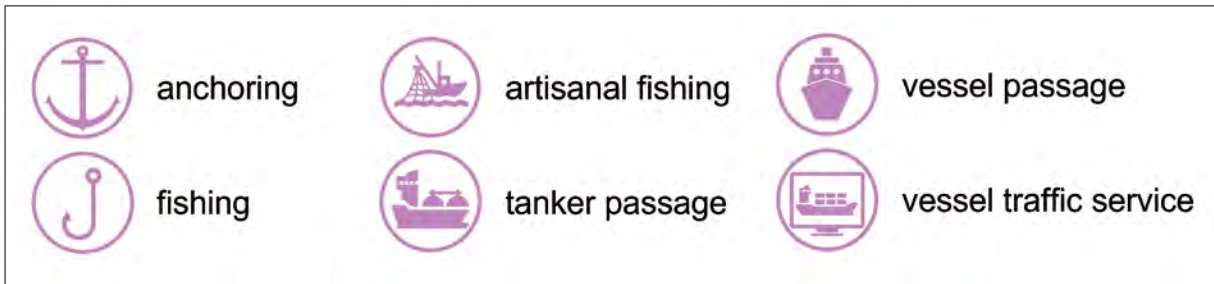 anchoring
artisanal fishing
vessel passage
fishing
tanker passage
vessel traffic service